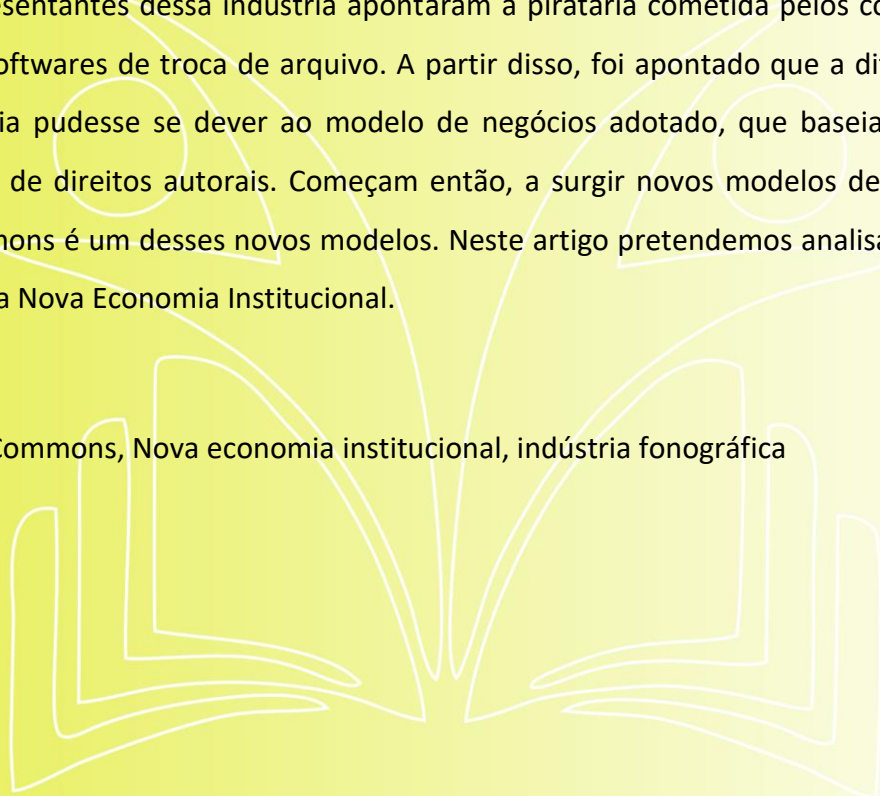 esentantes dessa indústria apontaram a pirataria cometida pelos co
oftwares de troca de arquivo. A partir disso, foi apontado que a di
ia pudesse se dever ao modelo de negócios adotado, que baseia
de direitos autorais. Começam então, a surgir novos modelos de
mons é um desses novos modelos. Neste artigo pretendemos analisa
a Nova Economia Institucional.
Commons, Nova economia institucional, indústria fonográfica